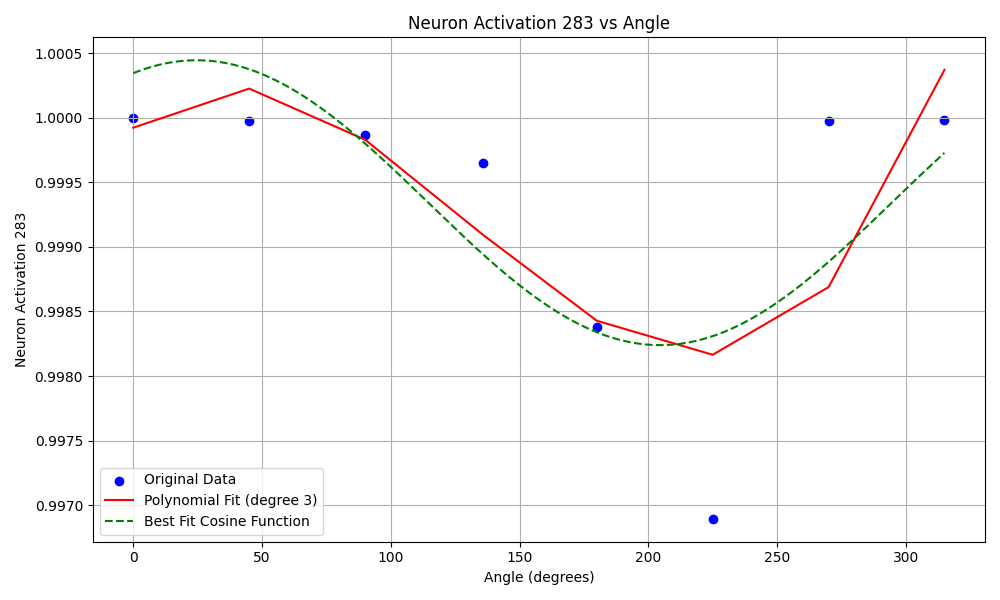 Neuron Activation 283 vs Angle
1.0005
1.0000
0.9995
0.9990
0.9985
0.9980
0.9975
0.9970
Neuron Activation 283
Original Data
Polynomial Fit (degree 3)
Best Fit Cosine Function
0 50 100 150 200 250 300
Angle (degrees)